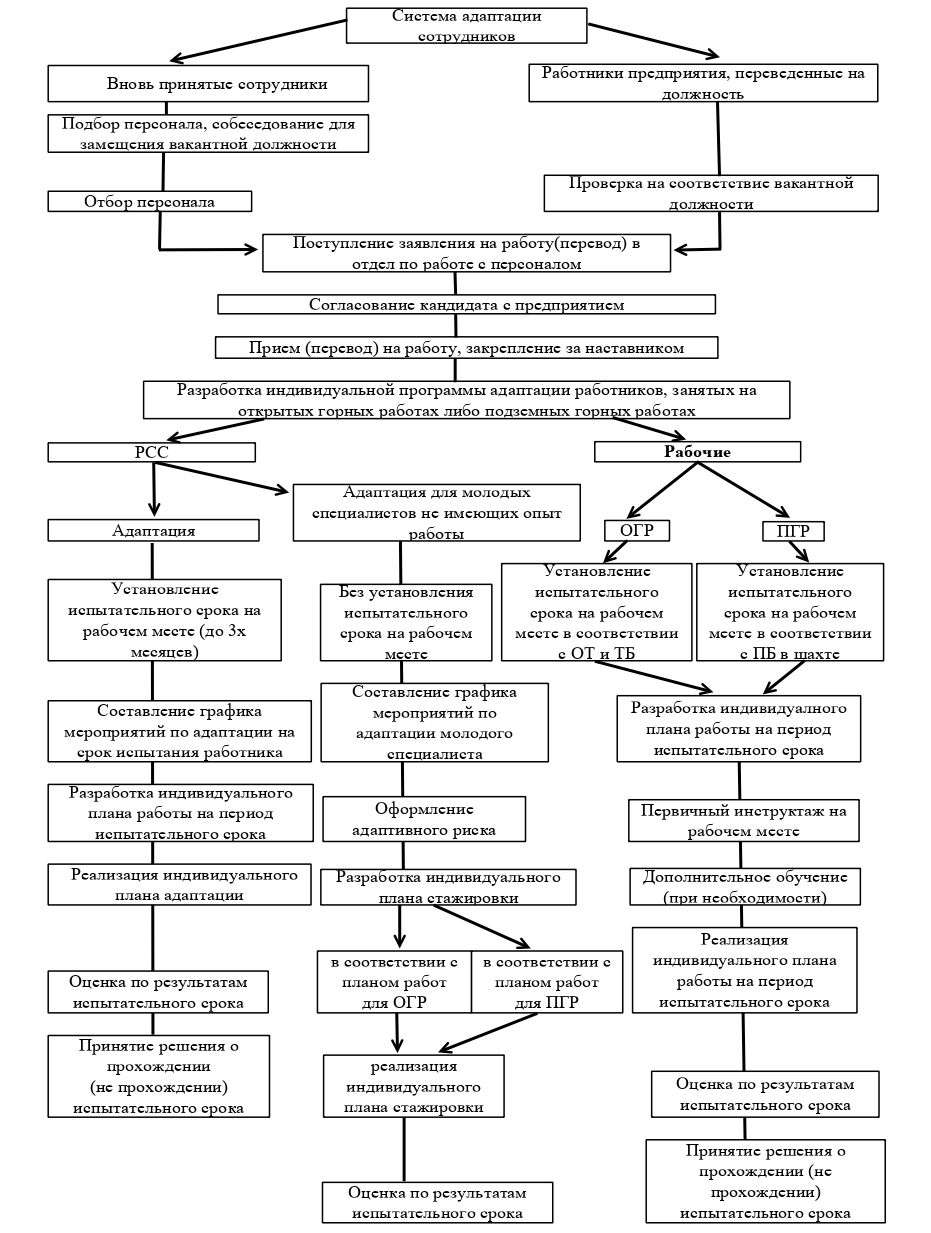 Система адаптации
сотрудников
Вновь принятые сотрудники
Работники предприятия, переведенные на
должность
Подбор персонала, собеседование для
замещения вакантной должности
Отбор персонала
Проверка на соответствие вакантной
должности
Поступление заявления на работу(перевод) в
отдел по работе с персоналом
Согласование кандидата с предприятием
Прием (перевод) на работу, закрепление за наставником
Разработка индивидуальной программы адаптации работников, занятых на
открытых горных работах либо подземных горных работах
РСС
Рабочие
Адаптация
Адаптация для молодых
специалистов не имеющих опыт
работы
ОГР
ПГР
Установление
испытательного срока на
рабочем месте (до 3х
месяцев)
Без установления
испытательного
срока на рабочем
месте
Установление
испытательного
срока на рабочем
месте в соответствии
с ОТ и ТБ
Установление
испытательного
срока на рабочем
месте в соответствии
с ПБ в шахте
Составление графика
мероприятий по адаптации на
срок испытания работника
Составление графика
мероприятий по
адаптации молодого
специалиста
Разработка индивидуалного
плана работы на период
испытательного срока
Разработка индивидуального
плана работы на период
испытательного срока
Оформление
адаптивного риска
Первичный инструктаж на
рабочем месте
Реализация индивидуального
плана адаптации
Разработка индивидуального
плана стажировки
Дополнительное обучение
(при необходимости)
в соответствии с
планом работ
для ОГР
в соответствии с
планом работ
для ПГР
Реализация
индивидуального плана
работы на период
испытательного срока
Оценка по результатам
испытательного срока
Принятие решения о
прохождении
(не прохождении)
испытательного срока
реализация
индивидуального
плана стажировки
Оценка по результатам
испытательного срока
Оценка по результатам
испытательного срока
Принятие решения о
прохождении (не
прохождении)
испытательного срока